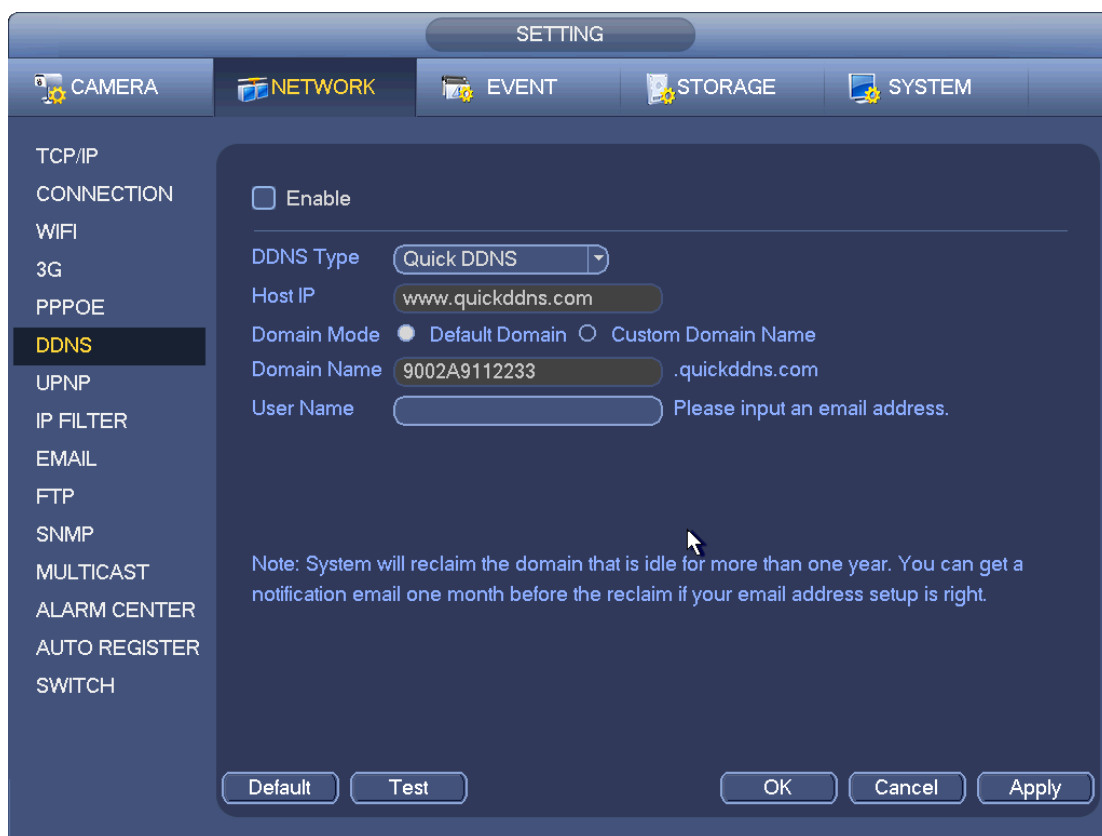 SETTING
CAMERA NETWORK EVENT STORAGE SYSTEM
TCP/IP
CONNECTION
WIFI
3G
PPPOE
DDNS
UPNP
IP FILTER
EMAIL
FTP
SNMP
MULTICAST
ALARM CENTER
AUTO REGISTER
SWITCH
Enable
DDNS Type Quick DDNS
Host IP www.quickddns.com
Domain Mode Default Domain Custom Domain Name
Domain Name 9002A9112233 .quickddns.com
User Name Please input an email address.
Note: System will reclaim the domain that is idle for more than one year. You can get a
notification email one month before the reclaim if your email address setup is right.
Default Test OK Cancel Apply